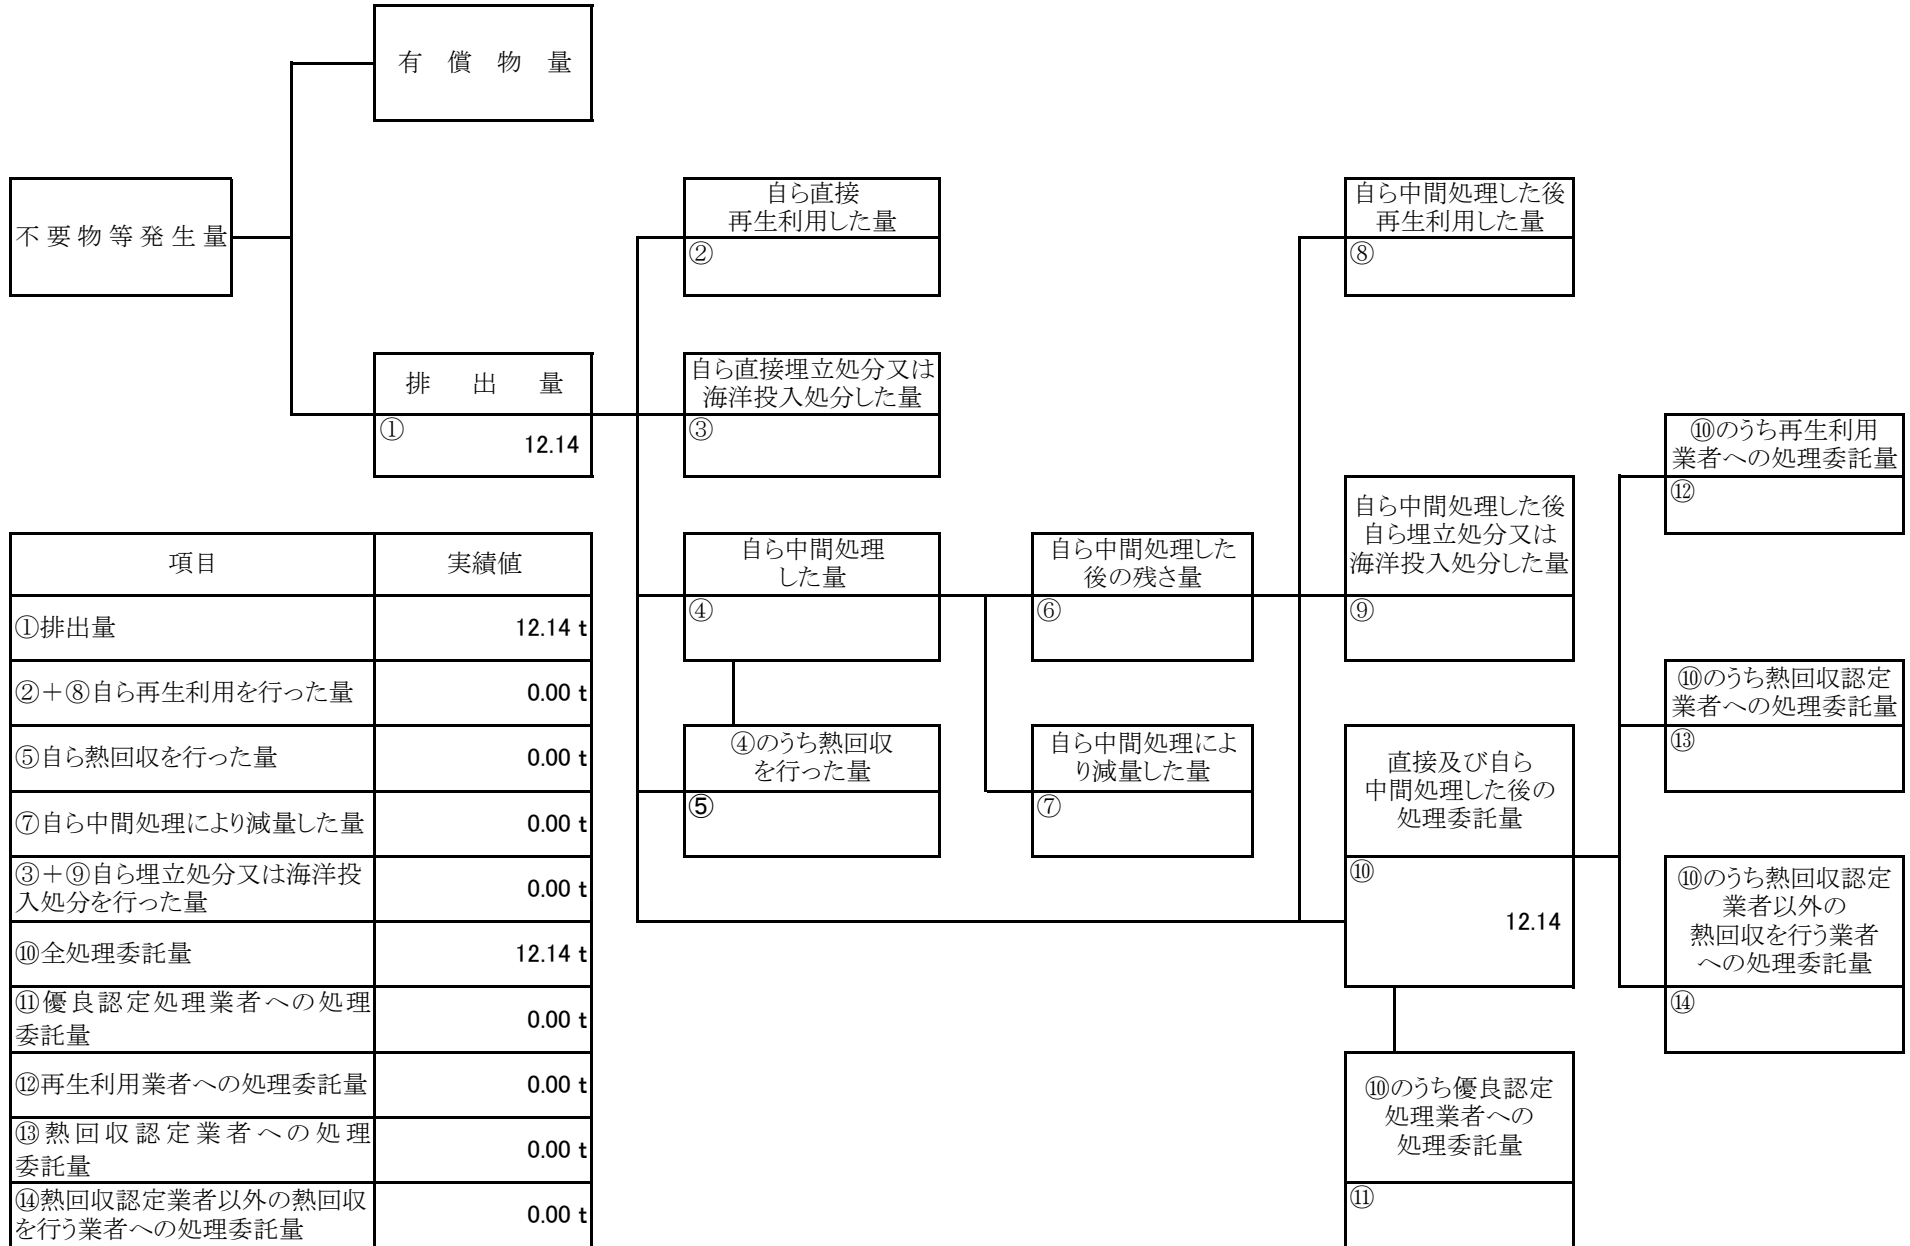 有償物量
不要物等発生量
排出量
①
12.14
自ら直接
再生利用した量
②
自ら直接埋立処分又は
海洋投入処分した量
③
自ら中間処理
した量
④
④のうち熱回収
を行った量
⑤
自ら中間処理した
後の残さ量
⑥
自ら中間処理によ
り減量した量
⑦
自ら中間処理した後
再生利用した量
⑧
自ら中間処理した後
自ら埋立処分又は
海洋投入処分した量
⑨
直接及び自ら
中間処理した後の
処理委託量
⑩
12.14
⑩のうち優良認定
処理業者への
処理委託量
⑪
⑩のうち再生利用
業者への処理委託量
⑫
⑩のうち熱回収認定
業者への処理委託量
⑬
⑩のうち熱回収認定
業者以外の
熱回収を行う業者
への処理委託量
⑭
項目 実績値
①排出量 12.14 t
②+⑧自ら再生利用を行った量 0.00 t
⑤自ら熱回収を行った量 0.00 t
⑦自ら中間処理により減量した量 0.00 t
③+⑨自ら埋立処分又は海洋投
入処分を行った量 0.00 t
⑩全処理委託量 12.14 t
⑪優良認定処理業者への処理
委託量 0.00 t
⑫再生利用業者への処理委託量 0.00 t
⑬熱回収認定業者への処理
委託量 0.00 t
⑭熱回収認定業者以外の熱回収
を行う業者への処理委託量 0.00 t